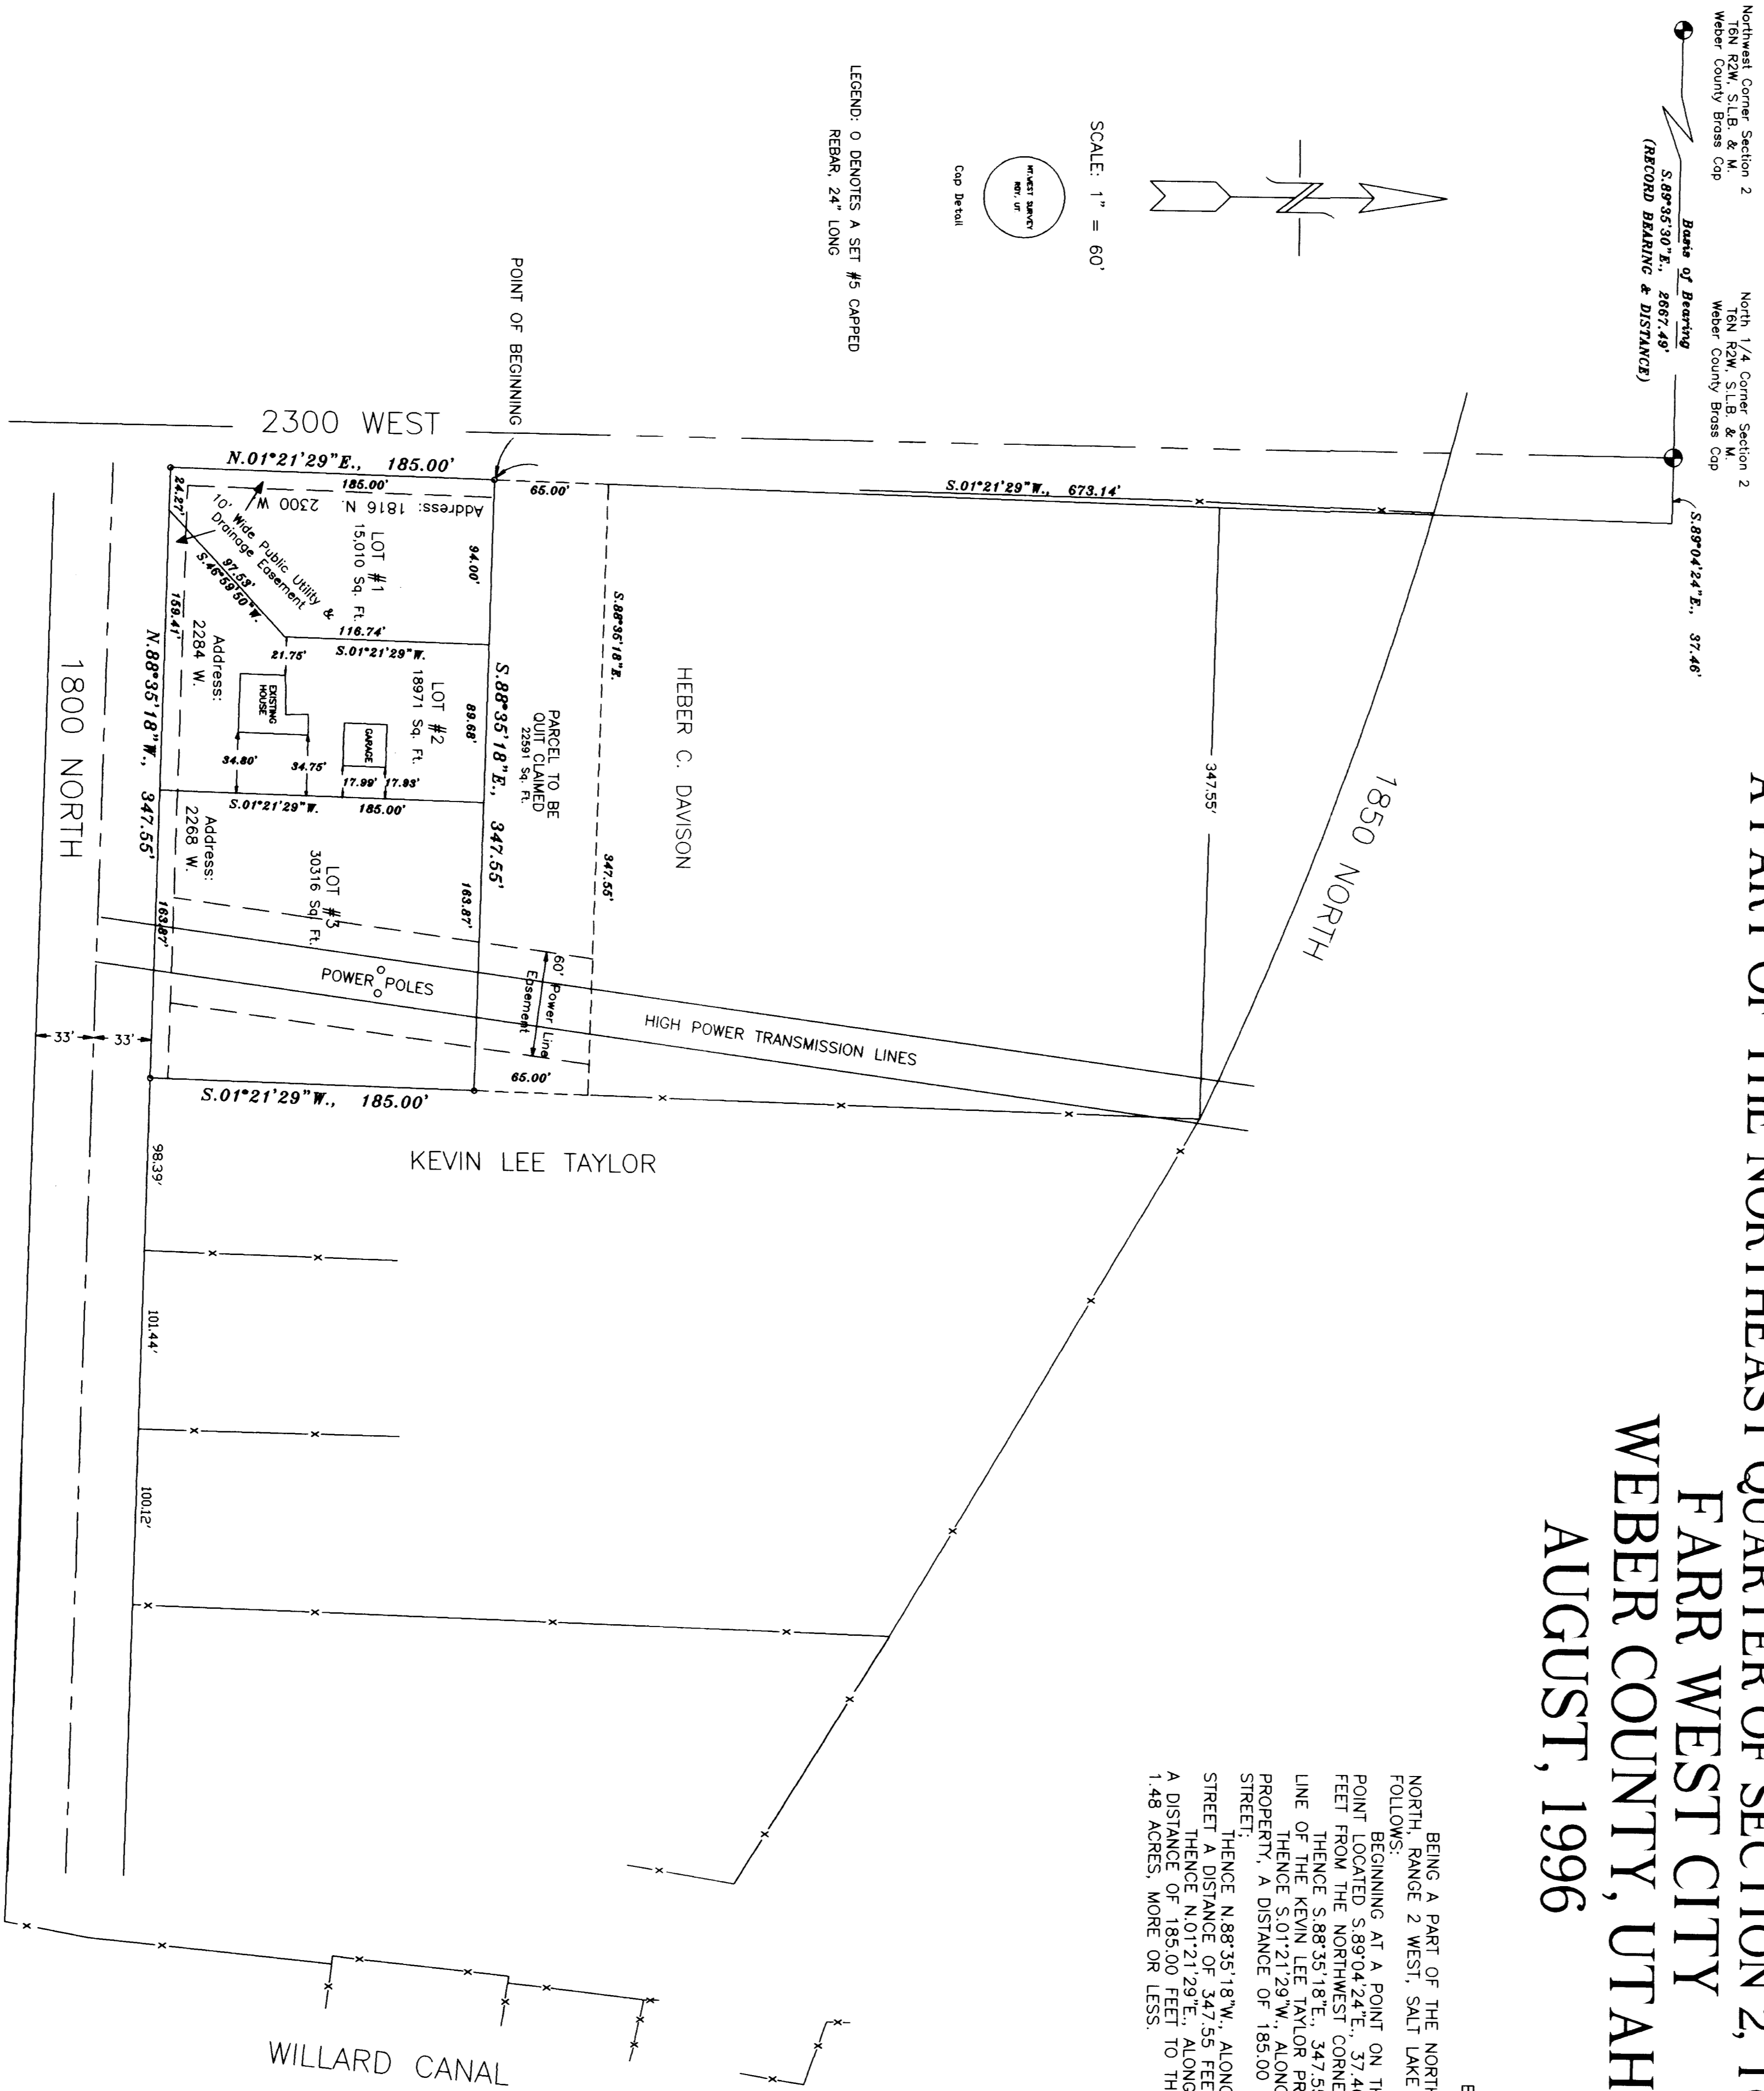 A PART OF THE NORTHEAST QUARTER OF SECTION 2,
FARR WEST CITY
WEBER COUNTY, UTAH
AUGUST, 1996
Northwest Corner Section 2
T6N R2W, S.L.B. & M.
Weber County Brass Cap
North 1/4 Corner Section 2
T6N R2W, S.L.B. & M.
Weber County Brass Cap
Basis of Bearing
S.89°35'30"E., 2667.49'
(RECORD BEARING & DISTANCE)
S.89°04'24"E., 37.46'
SCALE: 1" = 60'
MT.WEST SURVEY
ROY, UT
Cap Detail
LEGEND: O DENOTES A SET #5 CAPPED
REBAR, 24" LONG
POINT OF BEGINNING
2300 WEST
S.01°21'29"W., 673.14'
1850 NORTH
347.55'
HEBER C. DAVISON
S.88°35'18"E.
347.55'
65.00'
PARCEL TO BE
QUIT CLAIMED
22591 Sq. Ft.
S.88°35'18"E., 347.55'
94.00'
89.68'
163.87'
N.01°21'29"E., 185.00'
185.00'
Address: 1816 N. 2300 W
LOT #1
15,010 Sq. Ft.
10' Wide Public Utility &
Drainage Easement
97.53'
S.46°59'50"W.
24.27'
116.74'
S.01°21'29"W.
21.75'
LOT #2
18971 Sq. Ft.
EXISTING
HOUSE
GARAGE
34.80'
34.75'
17.99'
17.93'
S.01°21'29"W.
185.00'
159.41'
Address:
2284 W.
LOT #3
30316 Sq. Ft.
Address:
2268 W.
163.87'
N.88°35'18"W., 347.55'
60' Power Line
Easement
POWER POLES
HIGH POWER TRANSMISSION LINES
65.00'
S.01°21'29"W., 185.00'
33'
33'
1800 NORTH
KEVIN LEE TAYLOR
98.39'
101.44'
100.12'
WILLARD CANAL
BEING A PART OF THE NORTH
NORTH, RANGE 2 WEST, SALT LAKE
FOLLOWS:
BEGINNING AT A POINT ON
POINT LOCATED S.89°04'24"E., 37.4
FEET FROM THE NORTHWEST CORNE
THENCE S.88°35'18"E., 347.5
LINE OF THE KEVIN LEE TAYLOR PR
THENCE S.01°21'29"W., ALONG
PROPERTY, A DISTANCE OF 185.00
STREET;
THENCE N.88°35'18"W., ALONG
STREET A DISTANCE OF 347.55 FEE
THENCE N.01°21'29"E., ALONG
A DISTANCE OF 185.00 FEET TO TH
1.48 ACRES, MORE OR LESS.